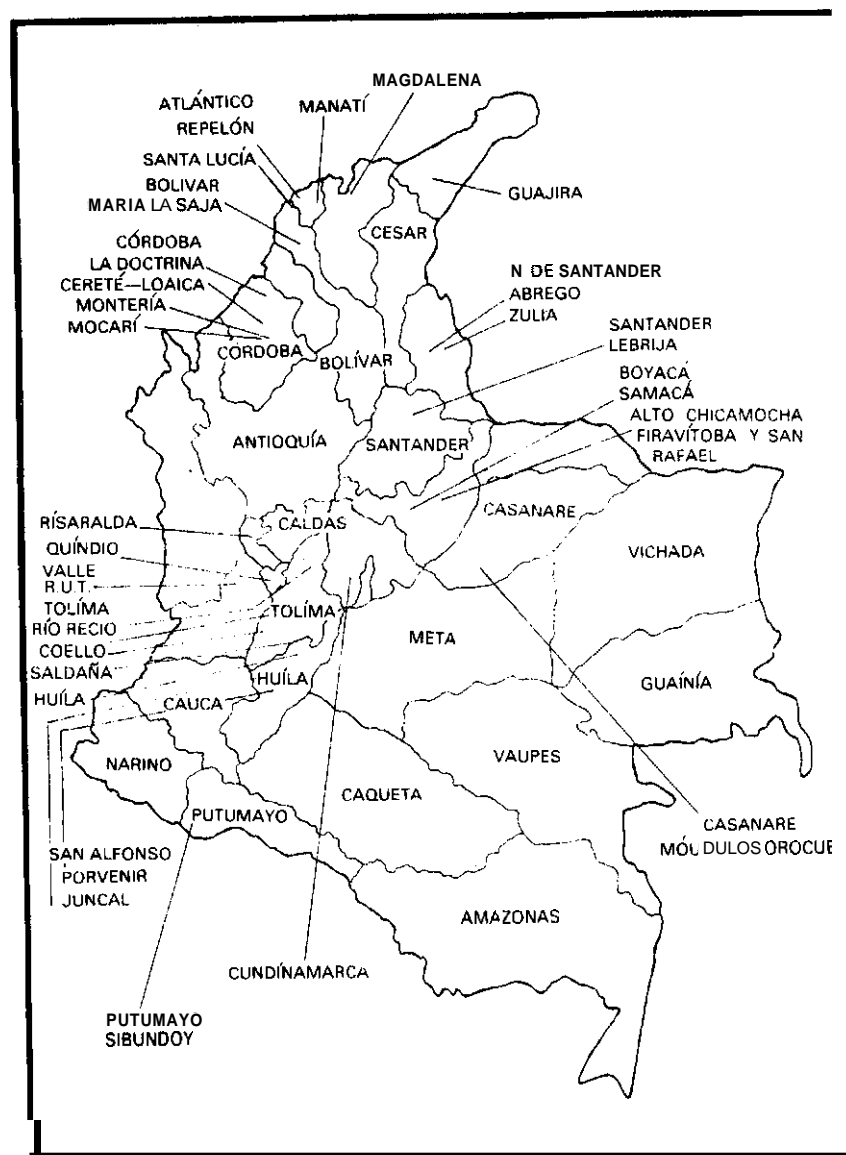 MAGDALENA
ATLÁNTICO
MANATÍ
REPELÓN
SANTA LUCÍA
BOLIVAR
MARIA LA SAJA
GUAJIRA
CESAR
CÓRDOBA
LA DOCTRINA
CERETÉ—LOAICA
MONTERÍA
MOCARÍ
N DE SANTANDER
ABREGO
ZULIA
SANTANDER
LEBRIJA
CÓRDOBA
BOLÍVAR
BOYACÁ
SAMACÁ
ALTO CHICAMOCHA
FIRAVÍTOBA Y SAN
RAFAEL
ANTIOQUÍA
SANTANDER
CASANARE
RÍSARALDA
CALDAS
QUÍNDIO
VALLE
R.U.T.
TOLÍMA
RÍO RECIO
COELLO
SALDAÑA
HUÍLA
VICHADA
TOLÍMA
META
HUÍLA
GUAÍNÍA
CAUCA
NARINO
VAUPES
CAQUETA
PUTUMAYO
CASANARE
MÓL DULOS OROCUE
SAN ALFONSO
PORVENIR
JUNCAL
AMAZONAS
CUNDÍNAMARCA
PUTUMAYO
SIBUNDOY